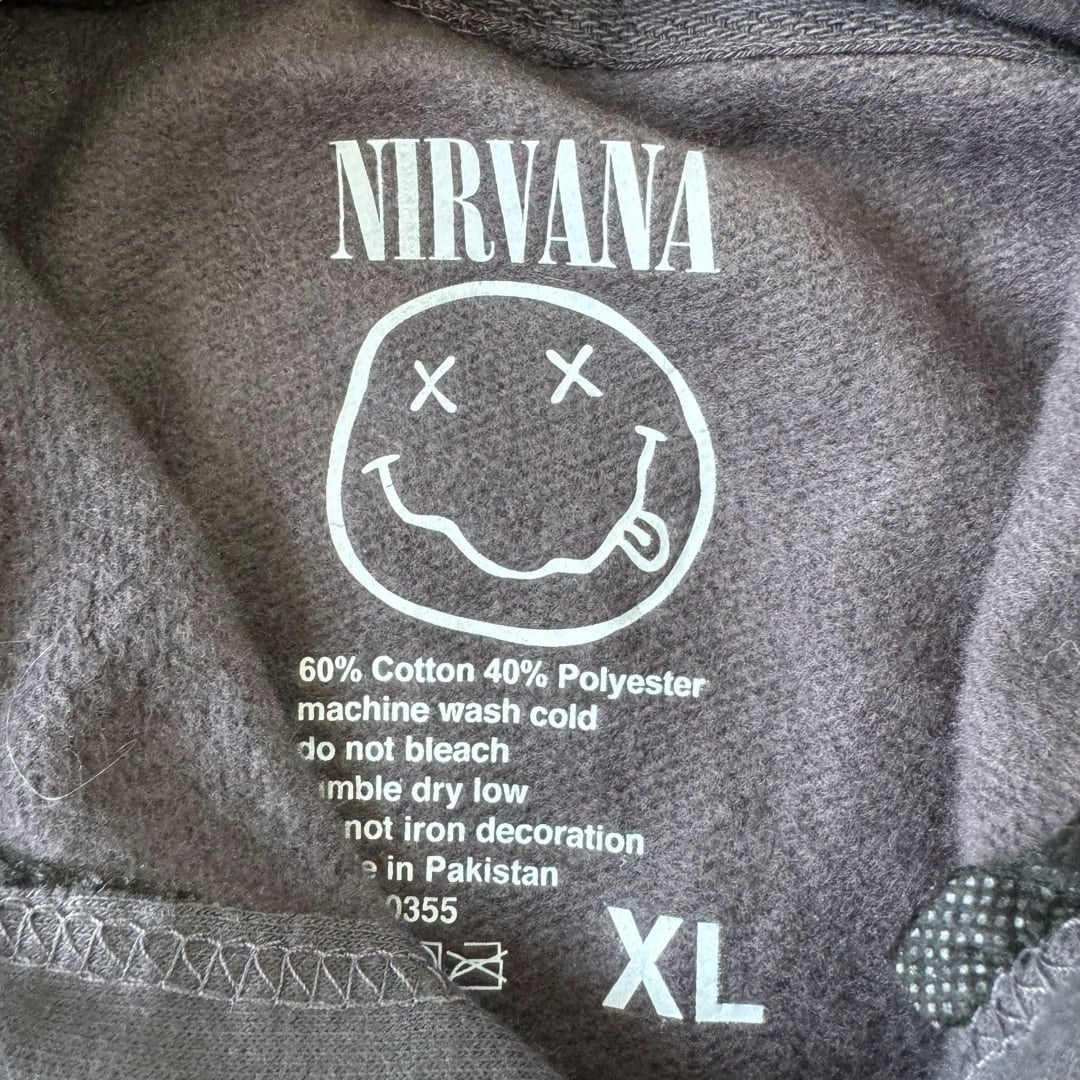 NIRVANA
60% Cotton 40% Polyester
machine wash cold
do not bleach
dry low
not iron decoration
in Pakistan
0355
XL